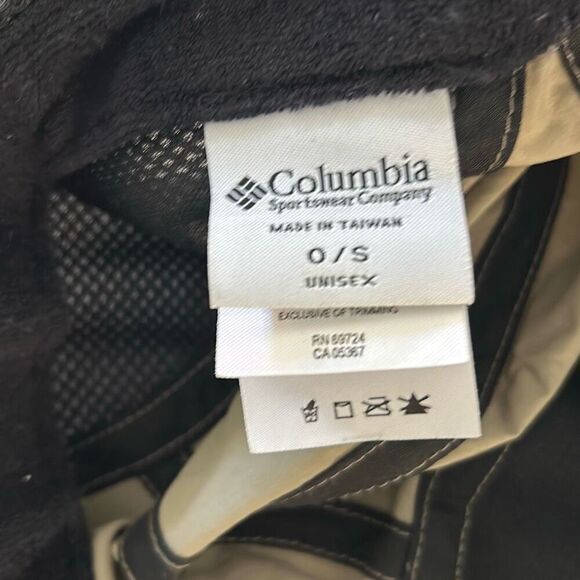 Columbia
Sportswear Company
MADE IN TAIWAN
O/S
UNISEX
EXCLUSIVE OF TRIMMING
RN 69724
CA 05367